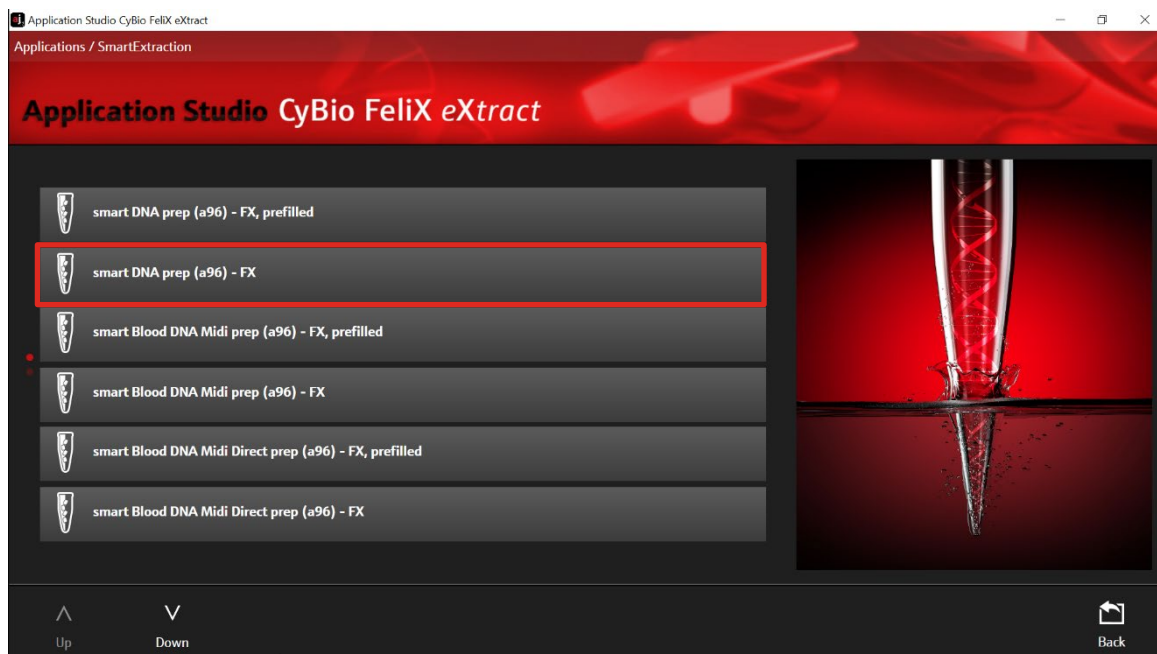 Application Studio CyBio FeliX eXtract
Applications / SmartExtraction
Application Studio CyBio FeliX eXtract
smart DNA prep (a96) - FX, prefilled
smart DNA prep (a96) - FX
smart Blood DNA Midi prep (a96) - FX, prefilled
smart Blood DNA Midi prep (a96) - FX
smart Blood DNA Midi Direct prep (a96) - FX, prefilled
smart Blood DNA Midi Direct prep (a96) - FX
Up
Down
Back